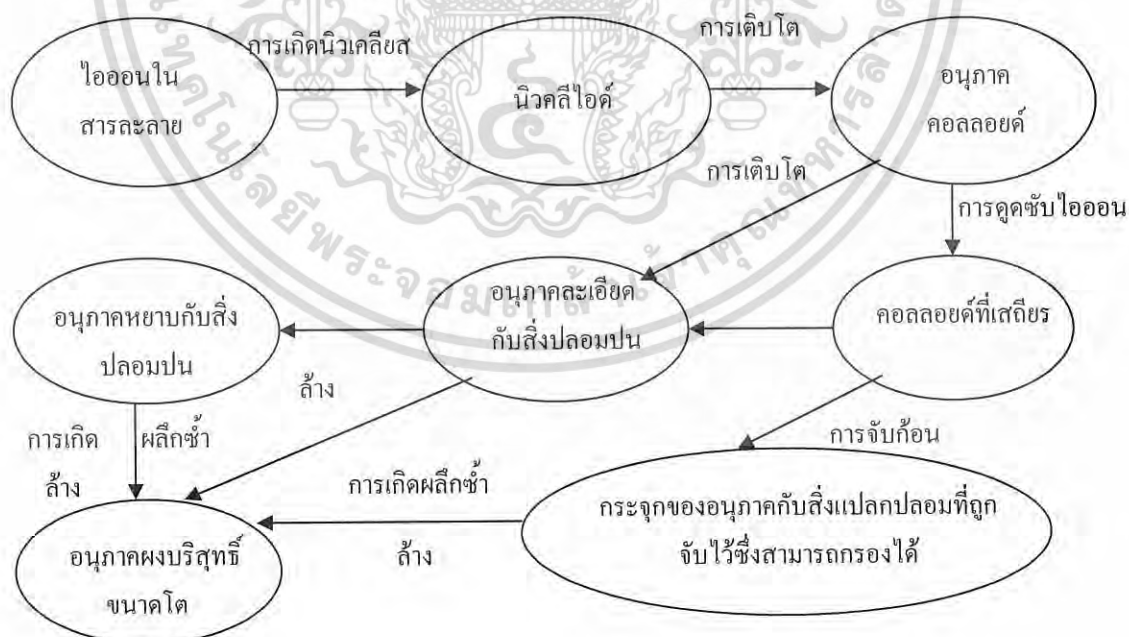 ไอออนใน
สารละลาย
การเกิดนิวเคลียส
นิวคลีไอด์
การเติบโต
อนุภาค
คอลลอยด์
การเติบโต
การดูดซับไอออน
อนุภาคหยาบกับสิ่ง
ปลอมปน
อนุภาคละเอียด
กับสิ่งปลอมปน
คอลลอยด์ที่เสถียร
ล้าง
การเกิด ผลึกซ้ำ
ล้าง
การจับก้อน
การเกิดผลึกซ้ำ
ล้าง
กระจุกของอนุภาคกับสิ่งแปลกปลอมที่ถูก
จับไว้ซึ่งสามารถกรองได้
อนุภาคผงบริสุทธิ์
ขนาดโต